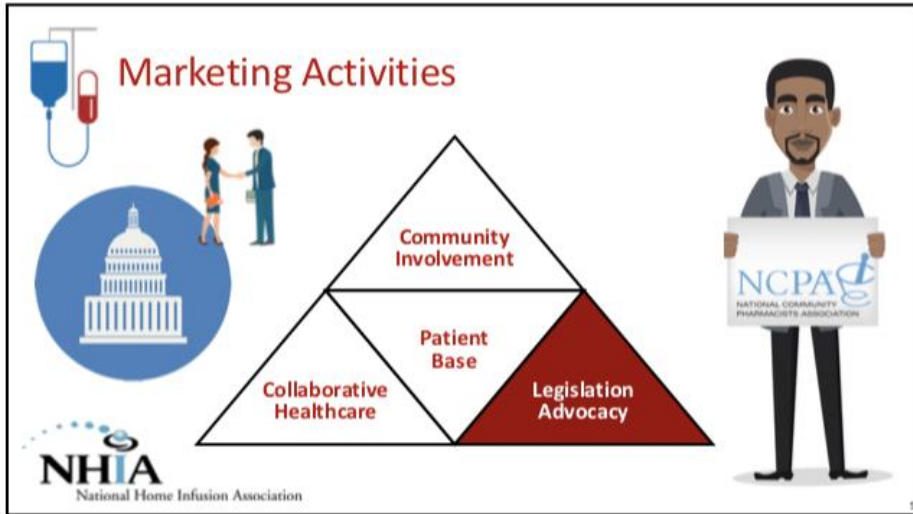 Marketing Activities
Community
Involvement
Patient
Base
Collaborative
Healthcare
Legislation
Advocacy
NCPA
NATIONAL COMMUNITY
PHARMACISTS ASSOCIATION
NHIA
National Home Infusion Association